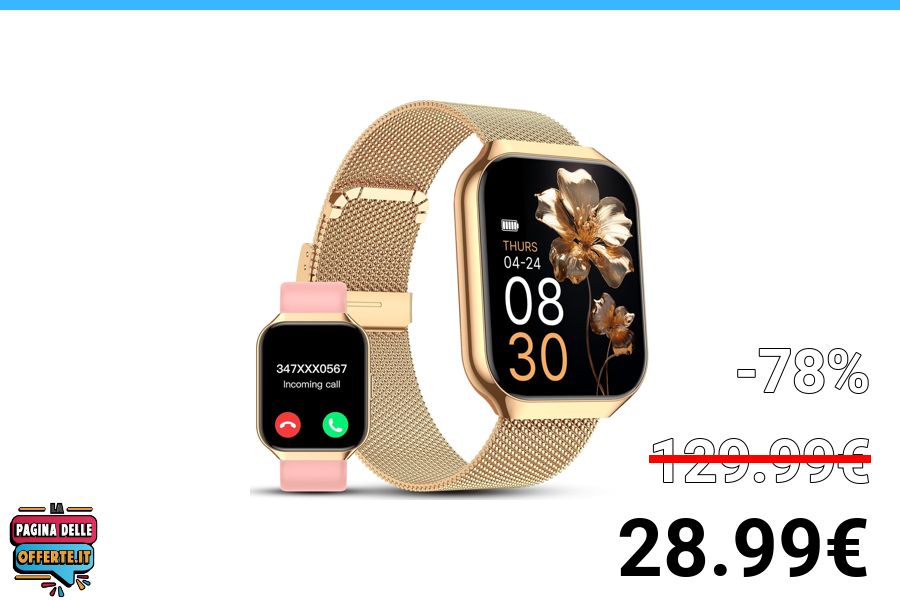 THURS
04-24
08
30
347XXX0567
Incoming call
-78%
129.99€
28.99€
LA
PAGINA DELLE
OFFERTE.IT